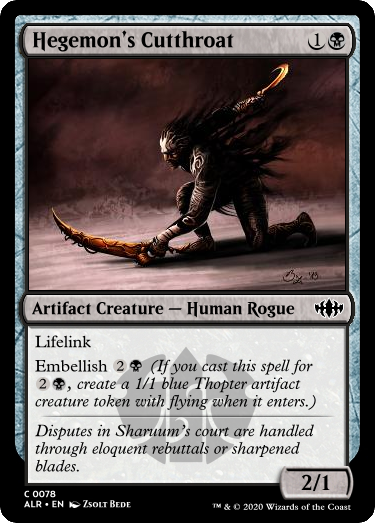 Hegemon's Cutthroat 1
Artifact Creature — Human Rogue
Lifelink
Embellish 2 (If you cast this spell for
2 , create a 1/1 blue Thopter artifact
creature token with flying when it enters.)
Disputes in Sharuum's court are handled
through eloquent rebuttals or sharpened
blades.
2/1
C 0078
ALR • EN Zsolt Bede
™ & © 2020 Wizards of the Coast